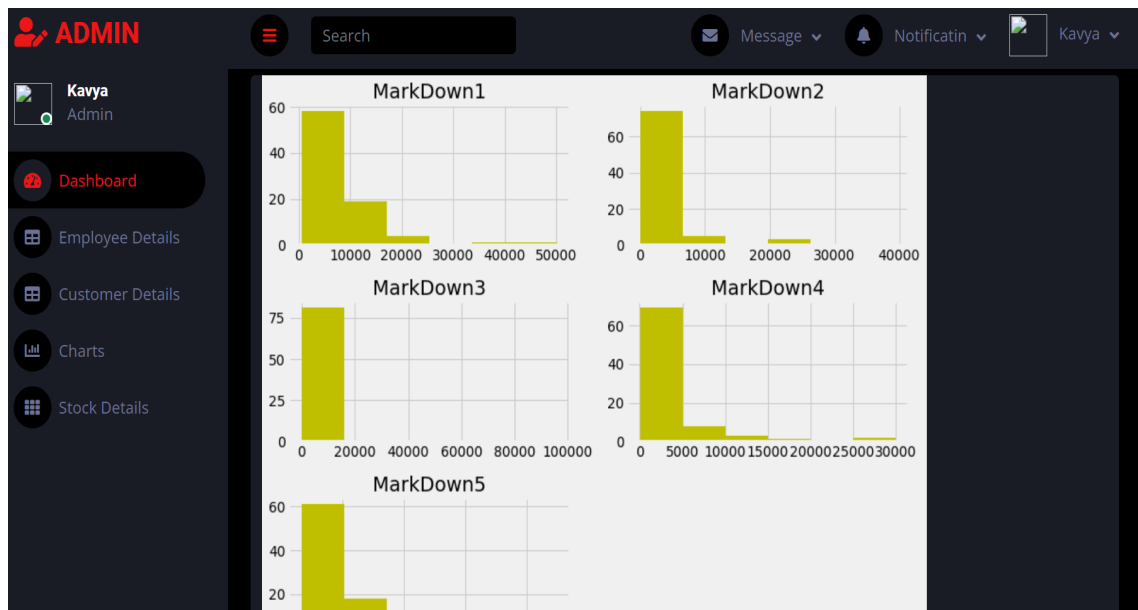 ADMIN
Search
Message
Notificatin
Kavya
Kavya
Admin
Dashboard
Employee Details
Customer Details
Charts
Stock Details
MarkDown1
60
40
20
0
0 10000 20000 30000 40000 50000
MarkDown2
60
40
20
0
0 10000 20000 30000 40000
MarkDown3
75
50
25
0
0 20000 40000 60000 80000 100000
MarkDown4
60
40
20
0
0 5000 10000 15000 20000 25000 30000
MarkDown5
60
40
20